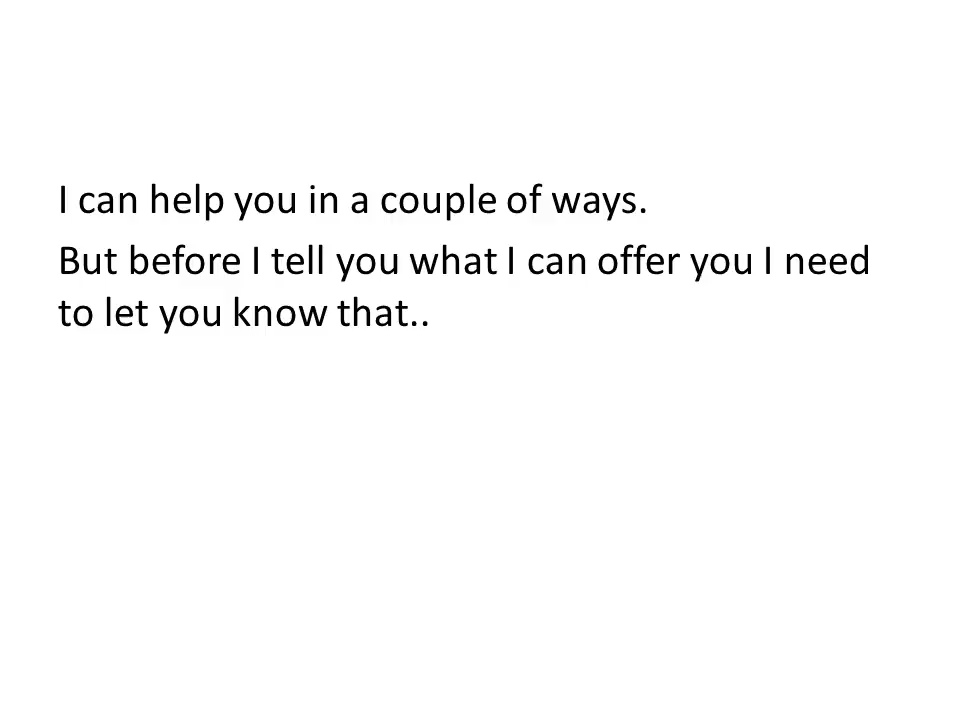 I can help you in a couple of ways.
But before I tell you what I can offer you I need
to let you know that..